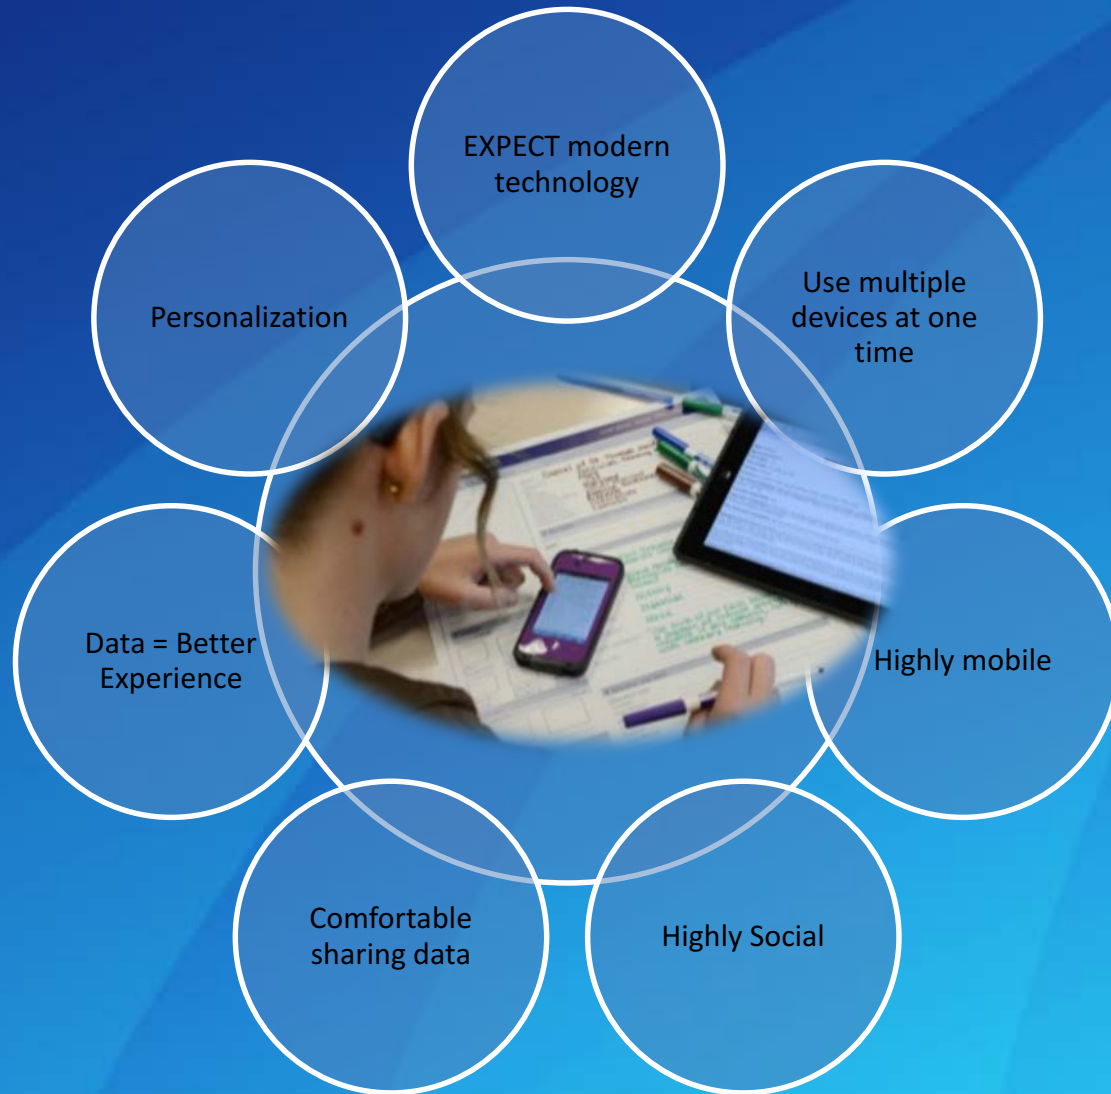 EXPECT modern
technology
Use multiple
devices at one
time
Highly mobile
Highly Social
Comfortable
sharing data
Data = Better
Experience
Personalization